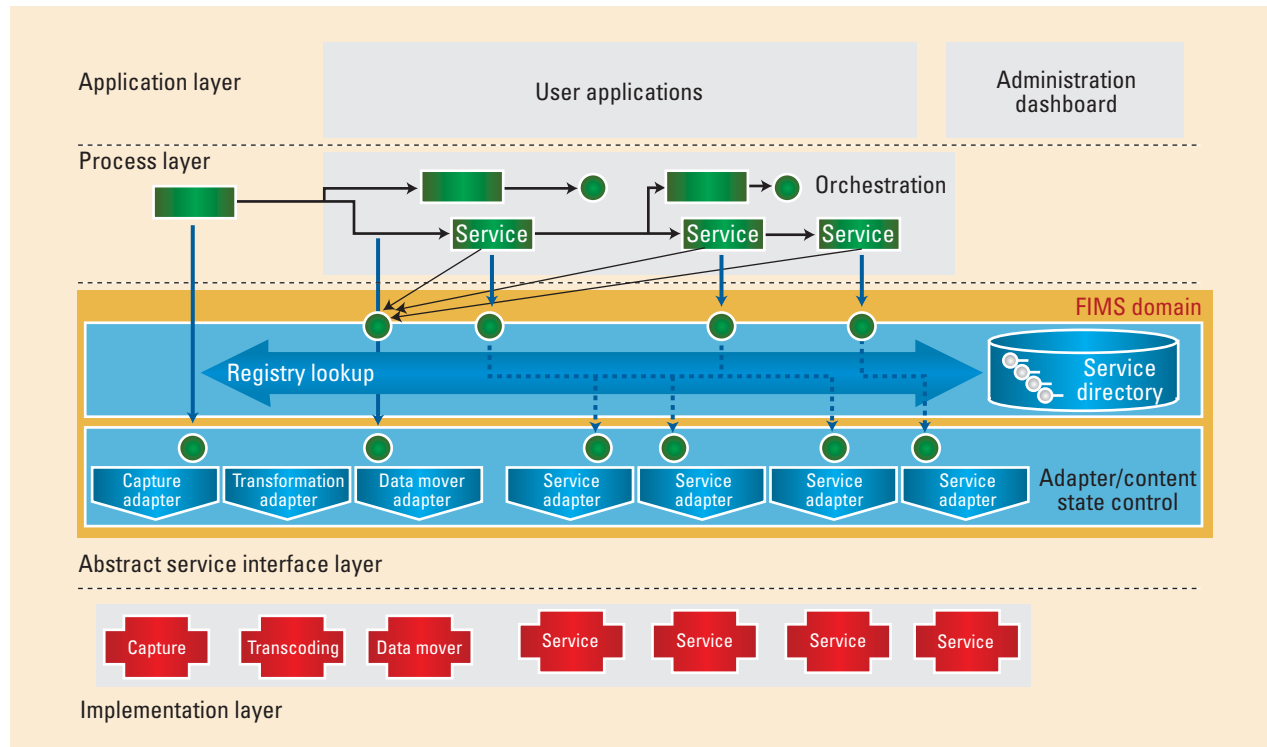 Application layer
User applications
Administration
dashboard
Process layer
Orchestration
Service
Service
Service
FIMS domain
Registry lookup
Service
directory
Capture
adapter
Transformation
adapter
Data mover
adapter
Service
adapter
Service
adapter
Service
adapter
Service
adapter
Adapter/content
state control
Abstract service interface layer
Capture
Transcoding
Data mover
Service
Service
Service
Service
Implementation layer